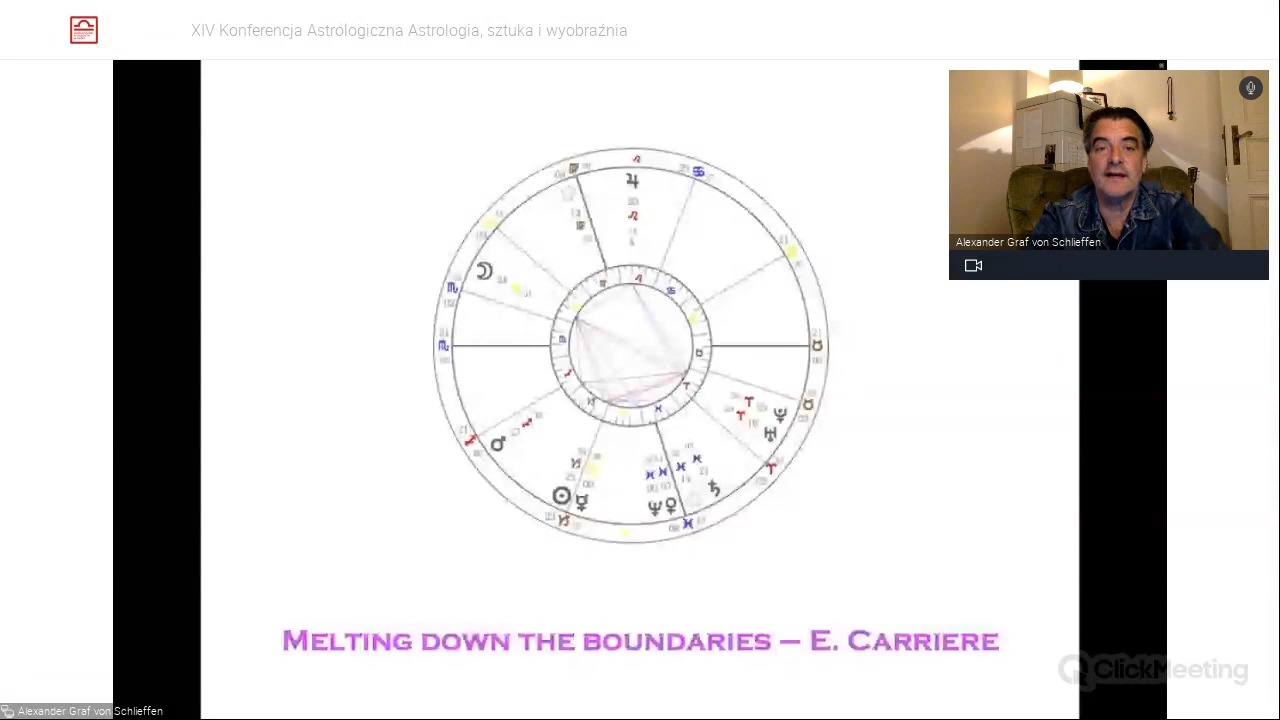 XIV Konferencja Astrologiczna Astrologia, sztuka i wyobraźnia
Alexander Graf von Schlieffen
MELTING DOWN THE BOUNDARIES – E. CARRIERE
ClickMeeting
Alexander Graf von Schlieffen